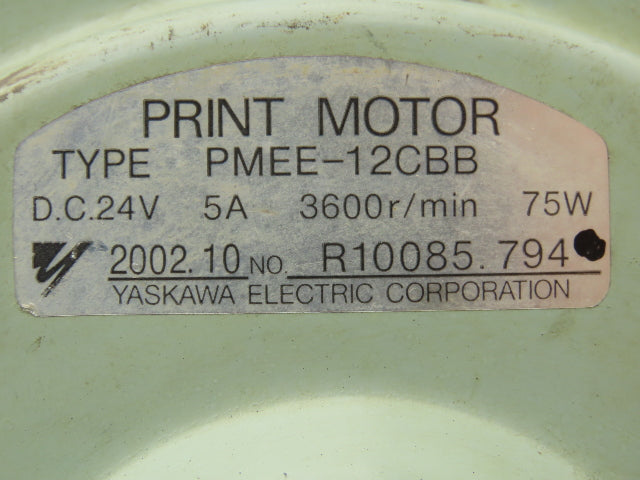 PRINT MOTOR
TYPE PMEE-12CBB
D.C.24V 5A 3600r/min 75W
2002.10 NO R10085.794
YASKAWA ELECTRIC CORPORATION